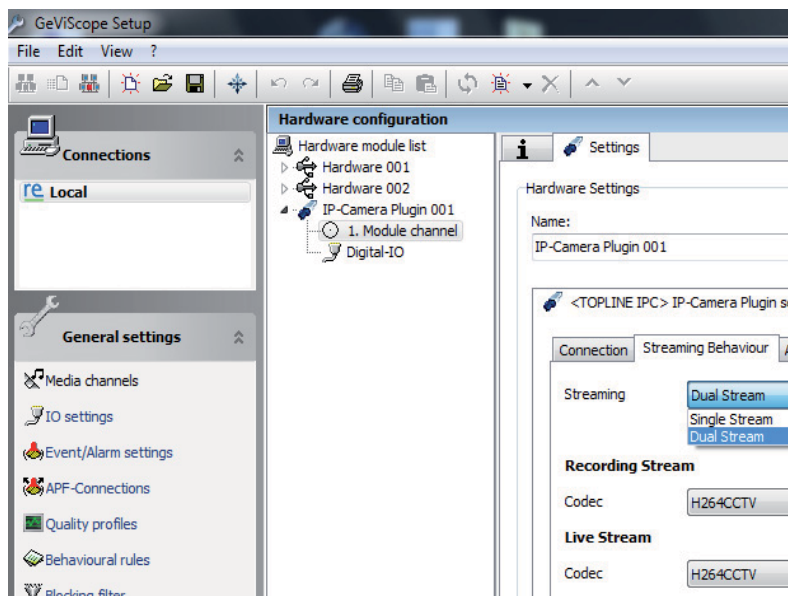 GeViScope Setup
File Edit View ?
Connections
re Local
General settings
Media channels
IO settings
Event/Alarm settings
APF-Connections
Quality profiles
Behavioural rules
Blocking filter
Hardware configuration
Hardware module list
Hardware 001
Hardware 002
IP-Camera Plugin 001
1. Module channel
Digital-IO
i Settings
Hardware Settings
Name:
IP-Camera Plugin 001
<TOPLINE IPC> IP-Camera Plugin s
Connection Streaming Behaviour A
Streaming Dual Stream
Single Stream
Dual Stream
Recording Stream
Codec H264CCTV
Live Stream
Codec H264CCTV